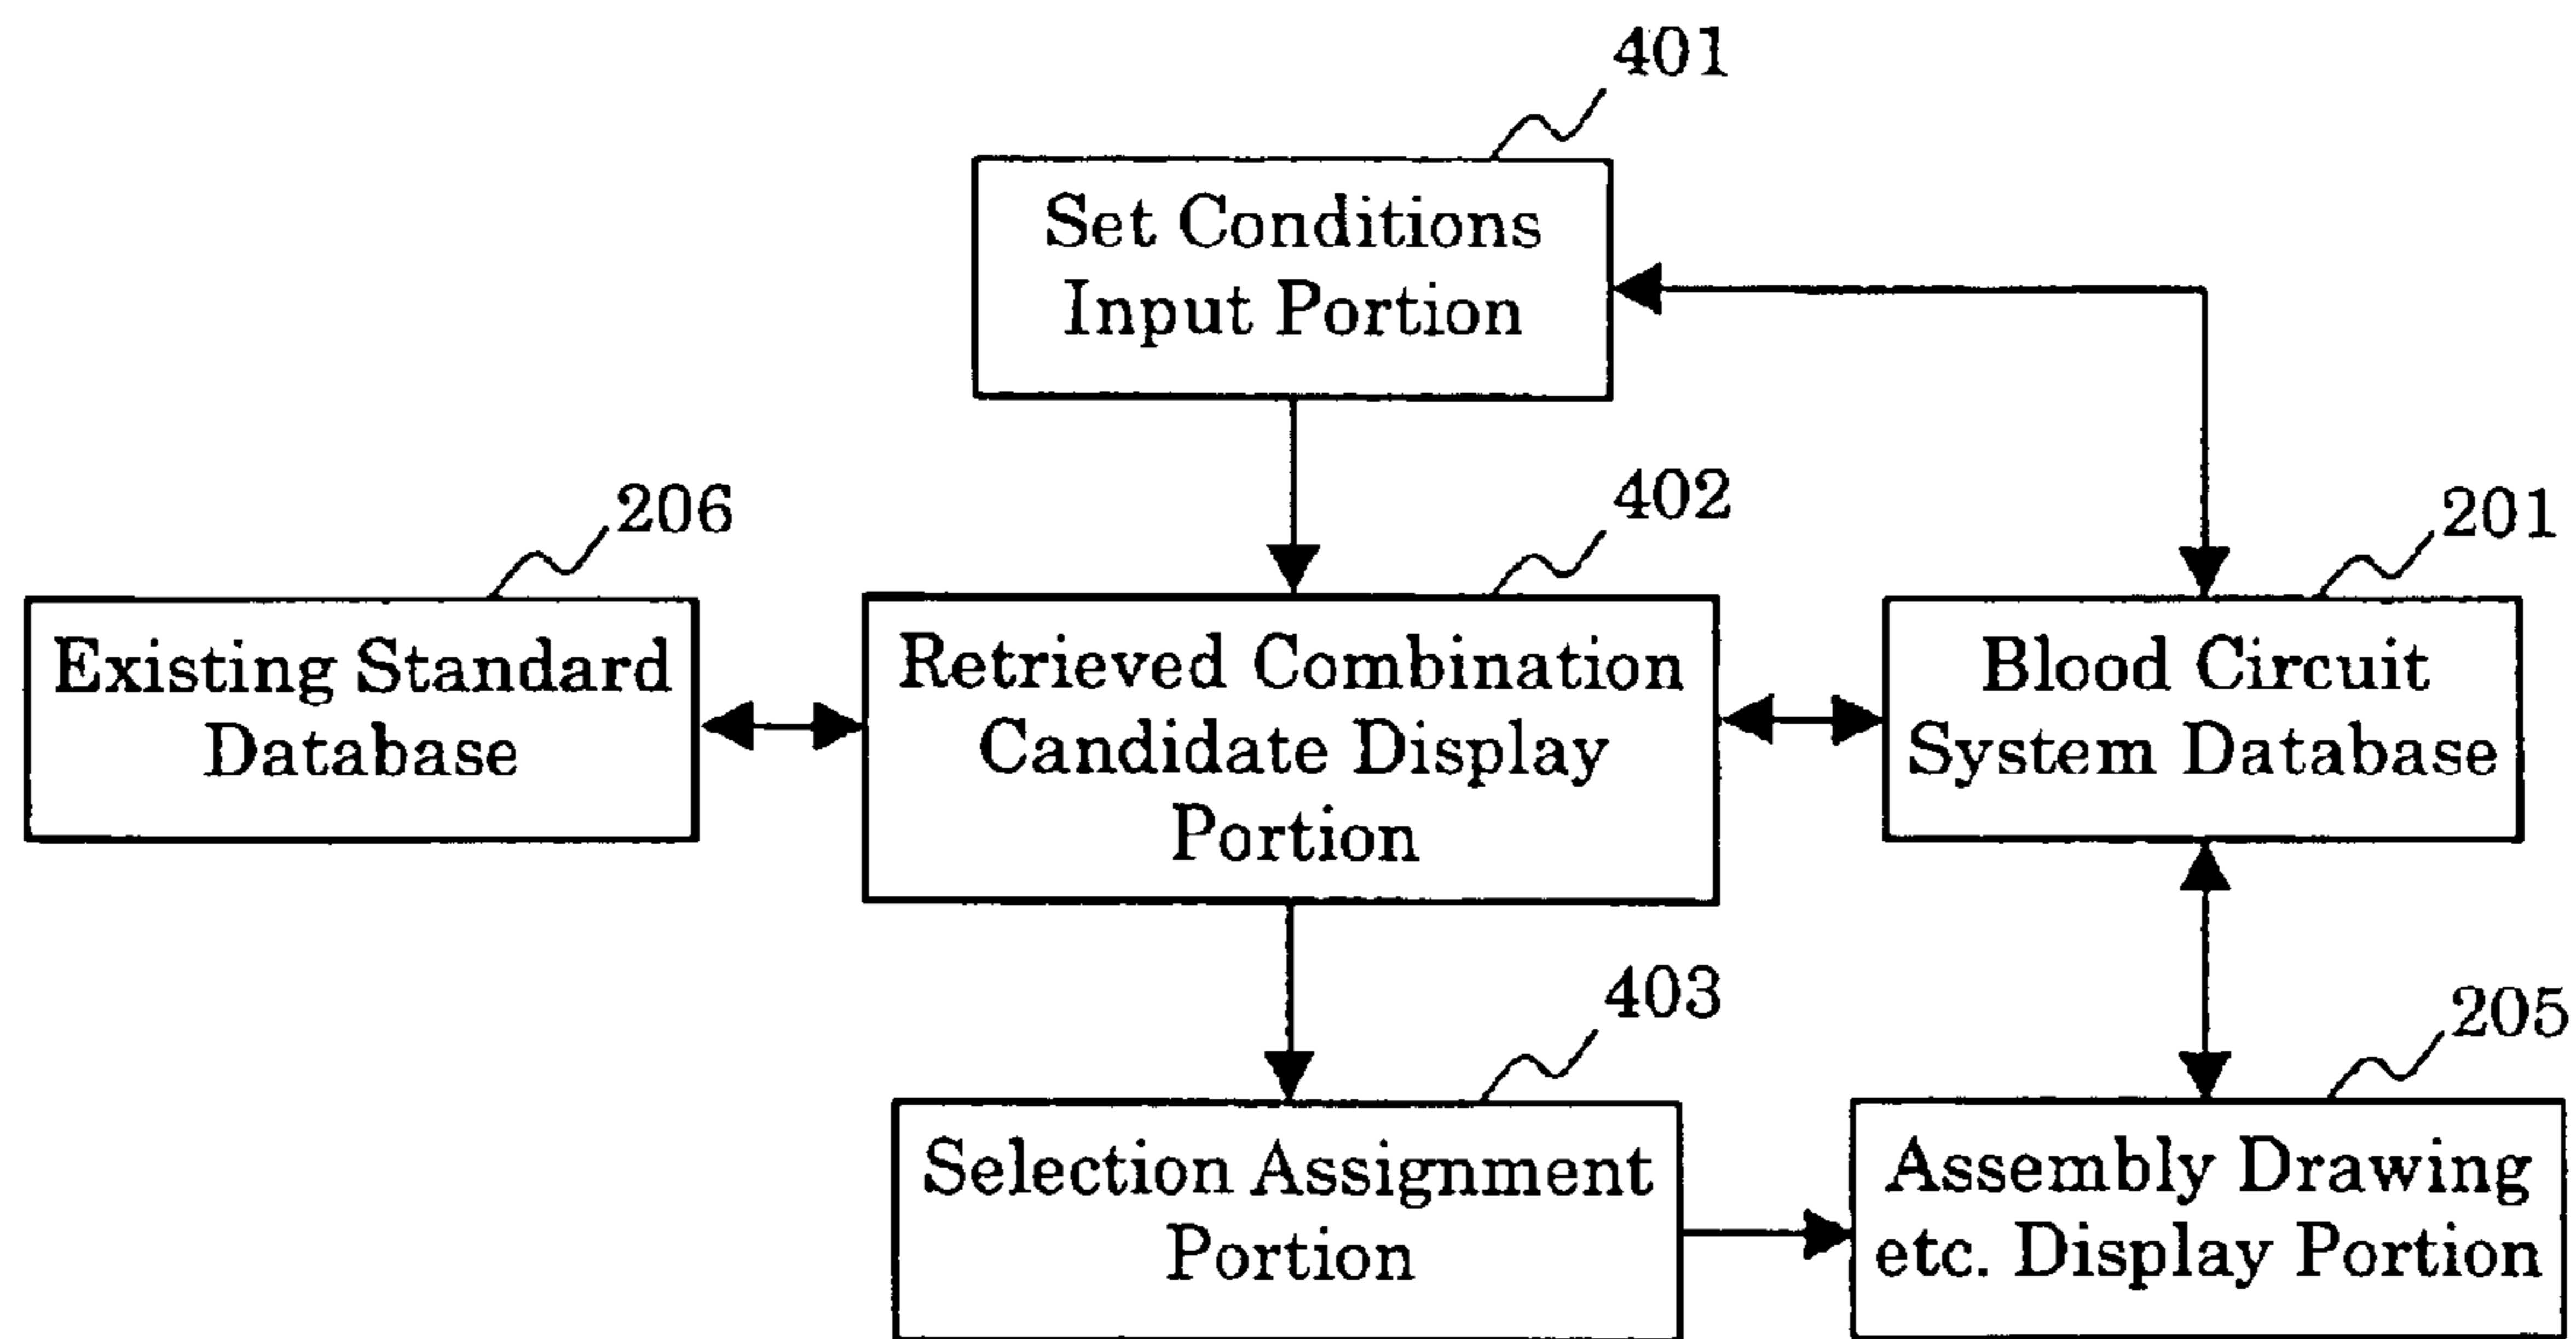 401
Set Conditions
Input Portion
206
402
201
Existing Standard
Database
Retrieved Combination
Candidate Display
Portion
Blood Circuit
System Database
403
205
Selection Assignment
Portion
Assembly Drawing
etc. Display Portion